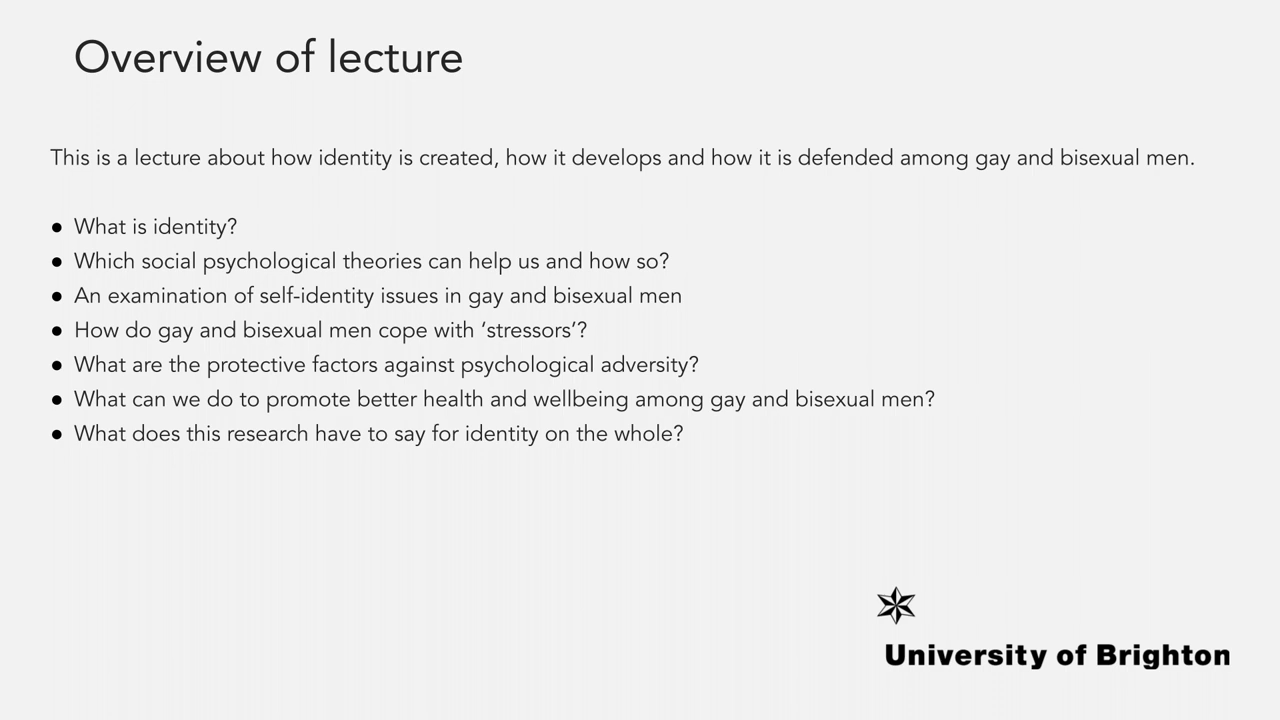 Overview of lecture
This is a lecture about how identity is created, how it develops and how it is defended among gay and bisexual men.
● What is identity?
● Which social psychological theories can help us and how so?
● An examination of self-identity issues in gay and bisexual men
● How do gay and bisexual men cope with ‘stressors’?
● What are the protective factors against psychological adversity?
● What can we do to promote better health and wellbeing among gay and bisexual men?
● What does this research have to say for identity on the whole?
University of Brighton